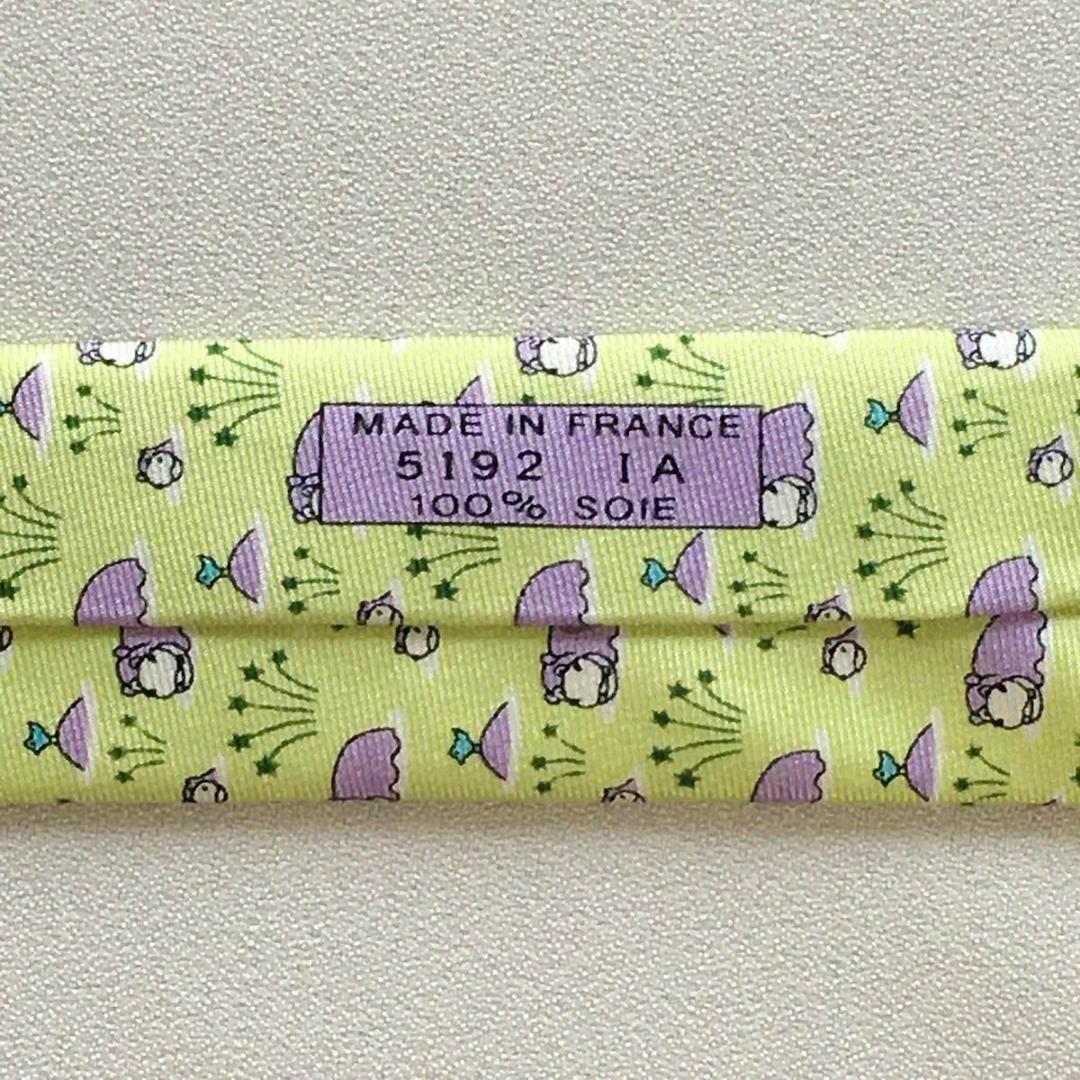 MADE IN FRANCE
5192 IA
100% SOIE